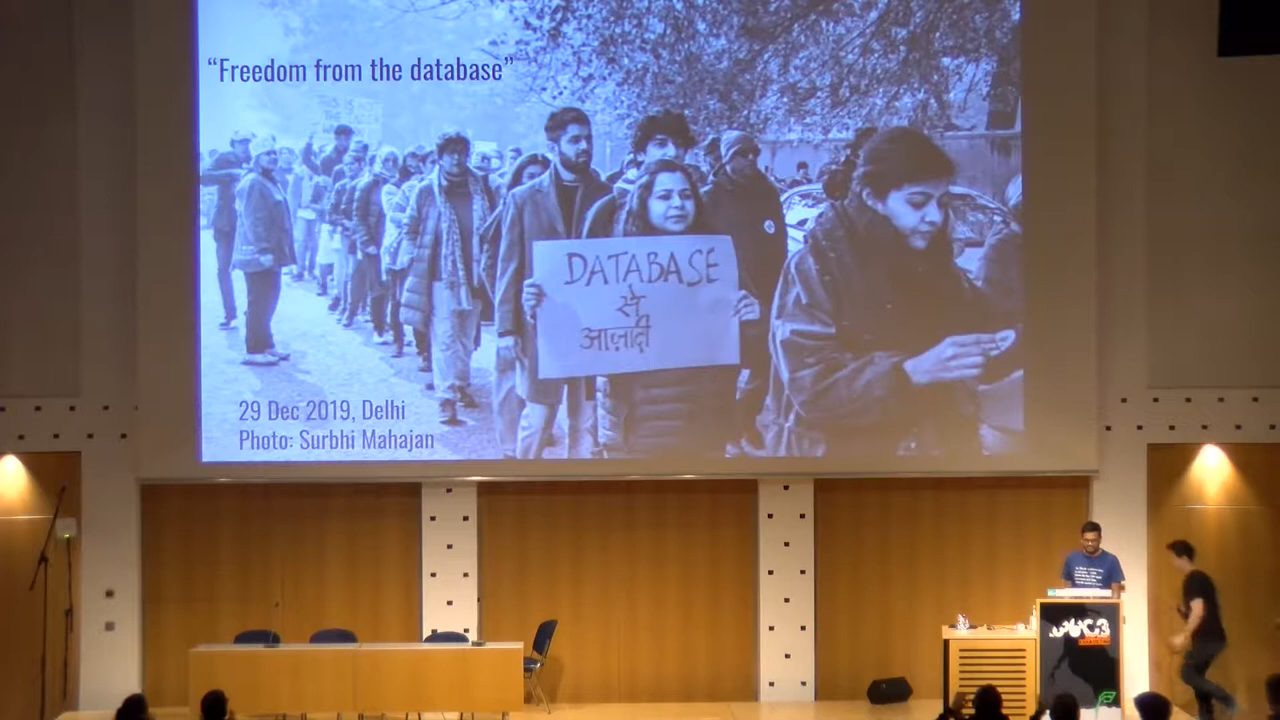 “Freedom from the database”
DATABASE
से
आज़ादी
29 Dec 2019, Delhi
Photo: Surbhi Mahajan